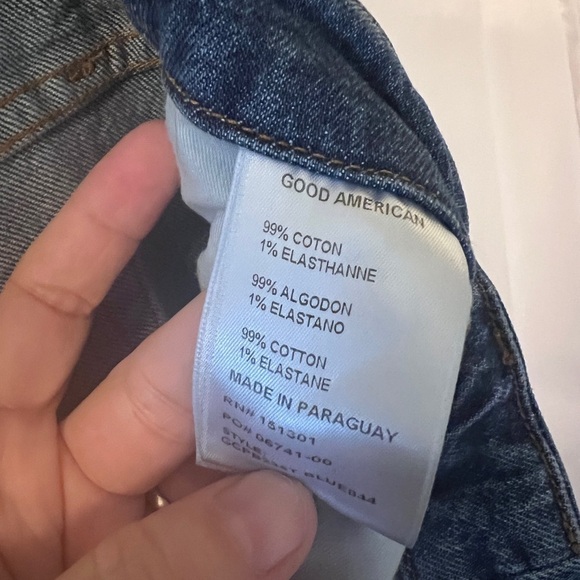 GOOD AMERICAN
99% COTON
1% ELASTHANNE
99% ALGODON
1% ELASTANO
99% COTTON
1% ELASTANE
MADE IN PARAGUAY
RN# 151301
PO# 06741-00
STYLE:
BLUE844